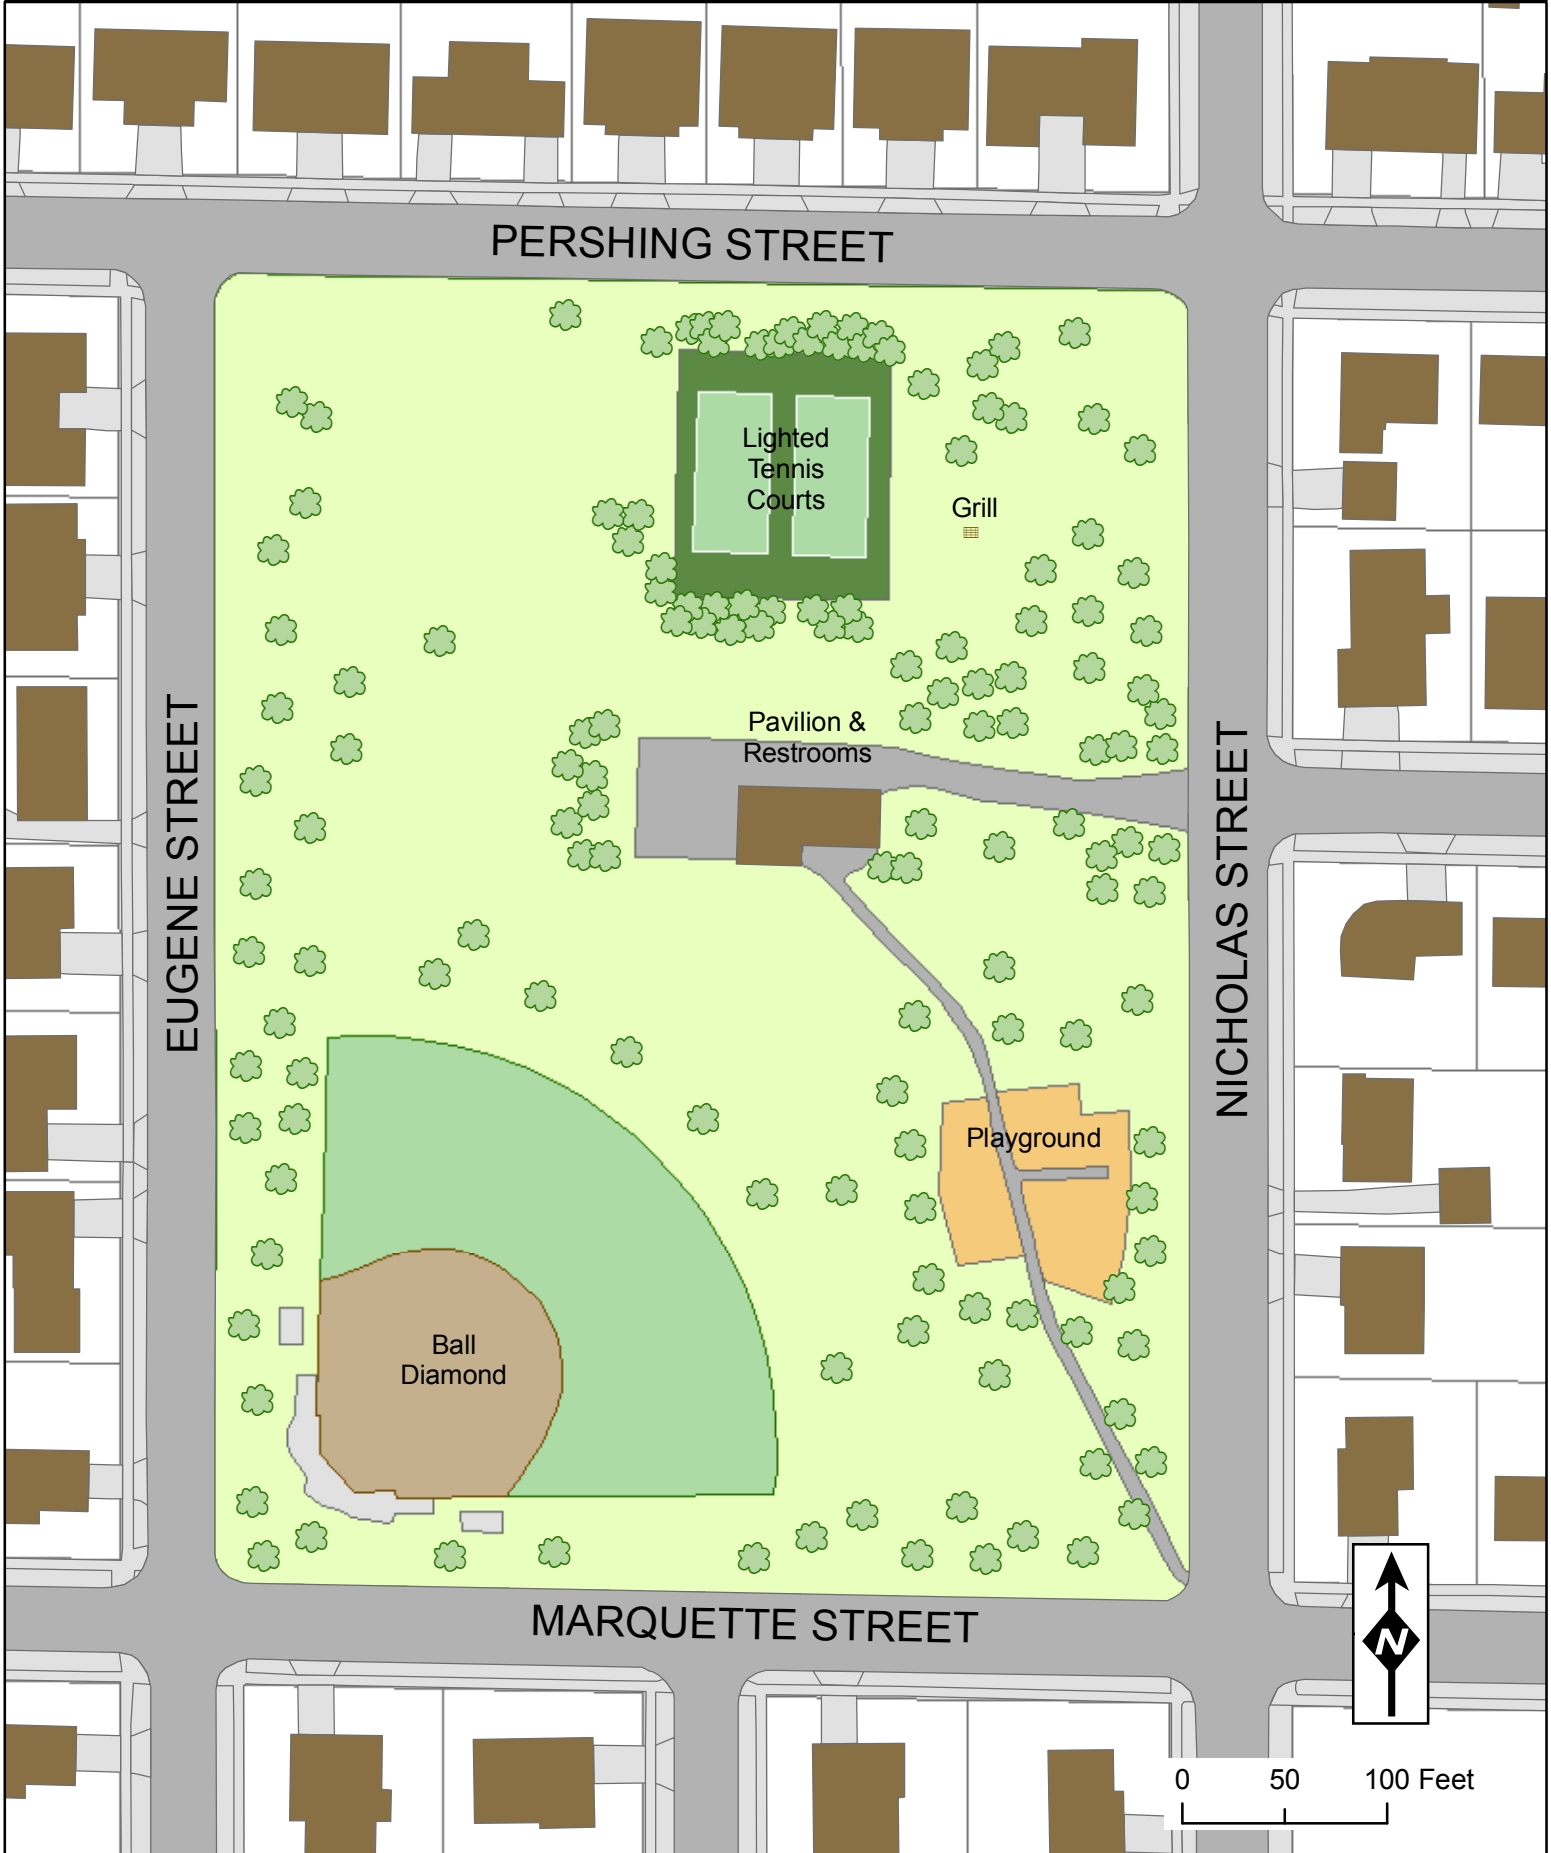 PERSHING STREET
Lighted
Tennis
Courts
Grill
Pavilion &
Restrooms
EUGENE STREET
NICHOLAS STREET
Playground
Ball
Diamond
MARQUETTE STREET
N
0 50 100 Feet